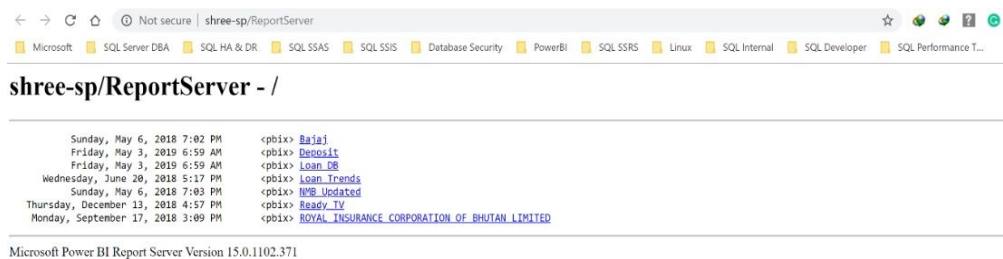 Not secure | shree-sp/ReportServer
Microsoft SQL Server DBA SQL HA & DR SQL SSAS SQL SSIS Database Security PowerBI SQL SSRS Linux SQL Internal SQL Developer SQL Performance T...
shree-sp/ReportServer - /
Sunday, May 6, 2018 7:02 PM <pbix> Bajaj
Friday, May 3, 2019 6:59 AM <pbix> Deposit
Friday, May 3, 2019 6:59 AM <pbix> Loan DB
Wednesday, June 20, 2018 5:17 PM <pbix> Loan Trends
Sunday, May 6, 2018 7:03 PM <pbix> NMB Updated
Thursday, December 13, 2018 4:57 PM <pbix> Ready TV
Monday, September 17, 2018 3:09 PM <pbix> ROYAL INSURANCE CORPORATION OF BHUTAN LIMITED
Microsoft Power BI Report Server Version 15.0.1102.371